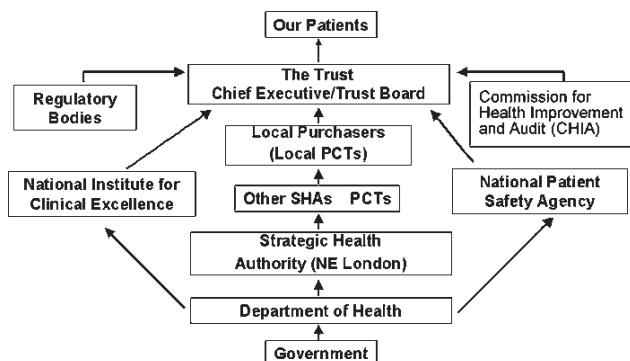 Our Patients
The Trust
Chief Executive/Trust Board
Regulatory
Bodies
Commission for
Health Improvement
and Audit (CHIA)
Local Purchasers
(Local PCTs)
National Institute for
Clinical Excellence
Other SHAs PCTs
National Patient
Safety Agency
Strategic Health
Authority (NE London)
Department of Health
Government